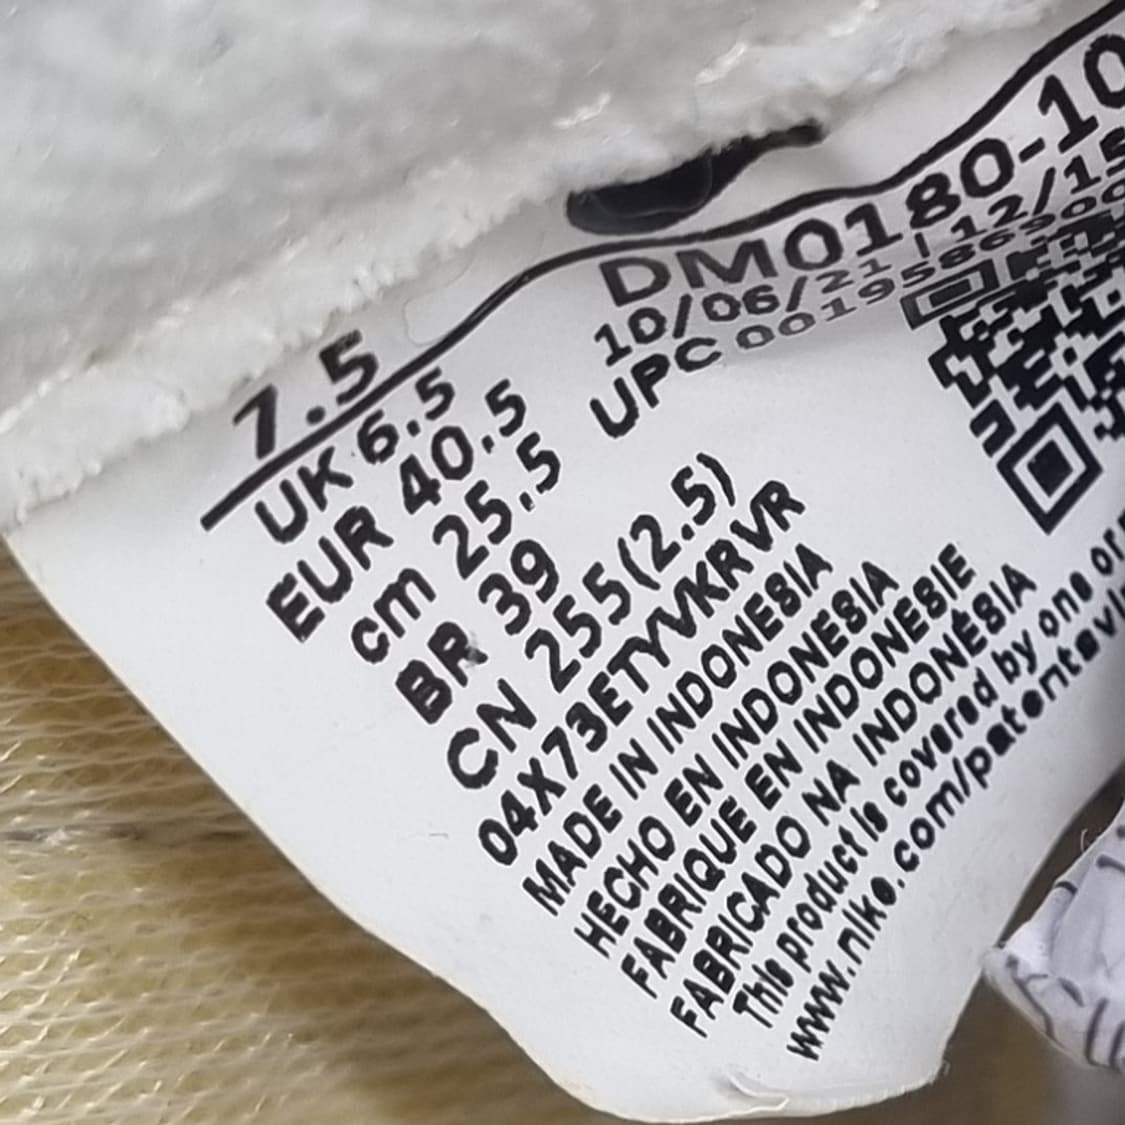 7.5
UK 6.5
EUR 40.5
cm 25.5
BR 39
CN 255(2.5)
04X73ETYVKRVR
MADE IN INDONESIA
HECHO EN INDONESIA
FABRIQUE EN INDONESIE
FABRICADO NA INDONÉSIA
This product is covered by one or
www.nike.com/patents
DM0180-10
10/06/21 | 12/15
UPC 00195869